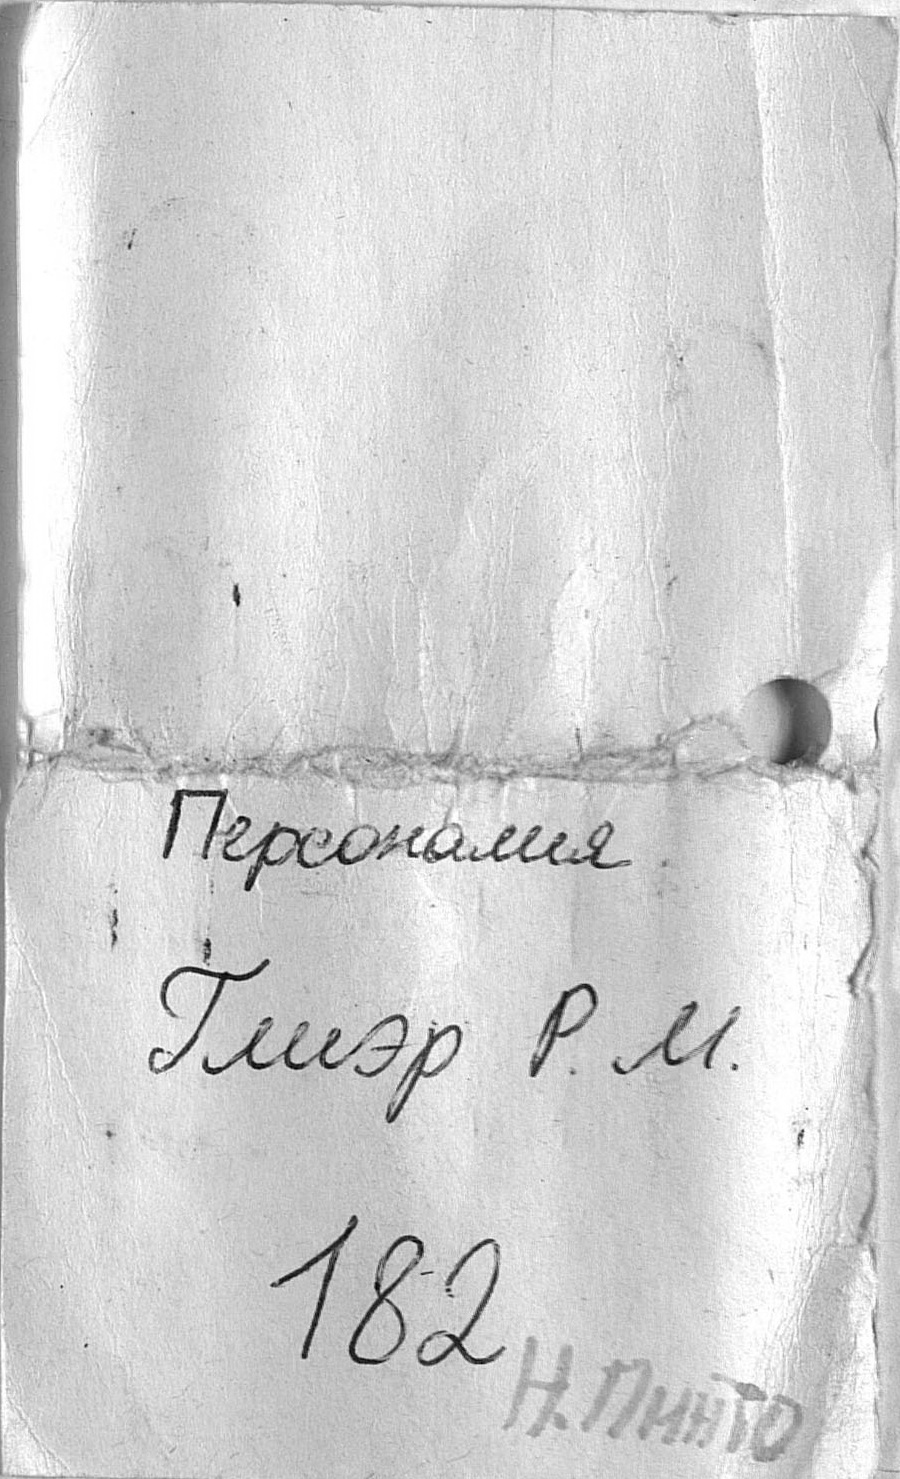 Персоналия
Глиэр Р. М.
182
Н. Пинто